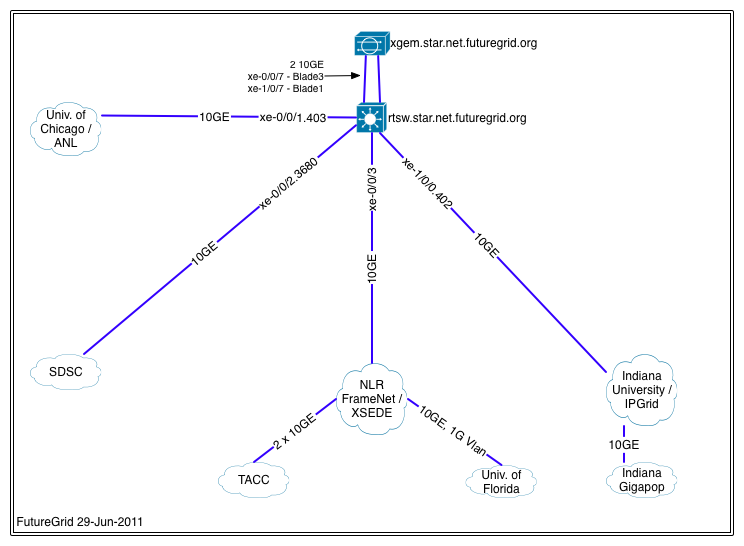 xgem.star.net.futuregrid.org
2 10GE
xe-0/0/7 - Blade3
xe-1/0/7 - Blade1
Univ. of
Chicago /
ANL
10GE
xe-0/0/1.403
rtsw.star.net.futuregrid.org
xe-0/0/2.3680
xe-0/0/3
xe-1/0/0.402
10GE
10GE
10GE
SDSC
NLR
FrameNet /
XSEDE
Indiana
University /
IPGrid
2 x 10GE
10GE, 1G Vlan
10GE
TACC
Univ. of
Florida
Indiana
Gigapop
FutureGrid 29-Jun-2011